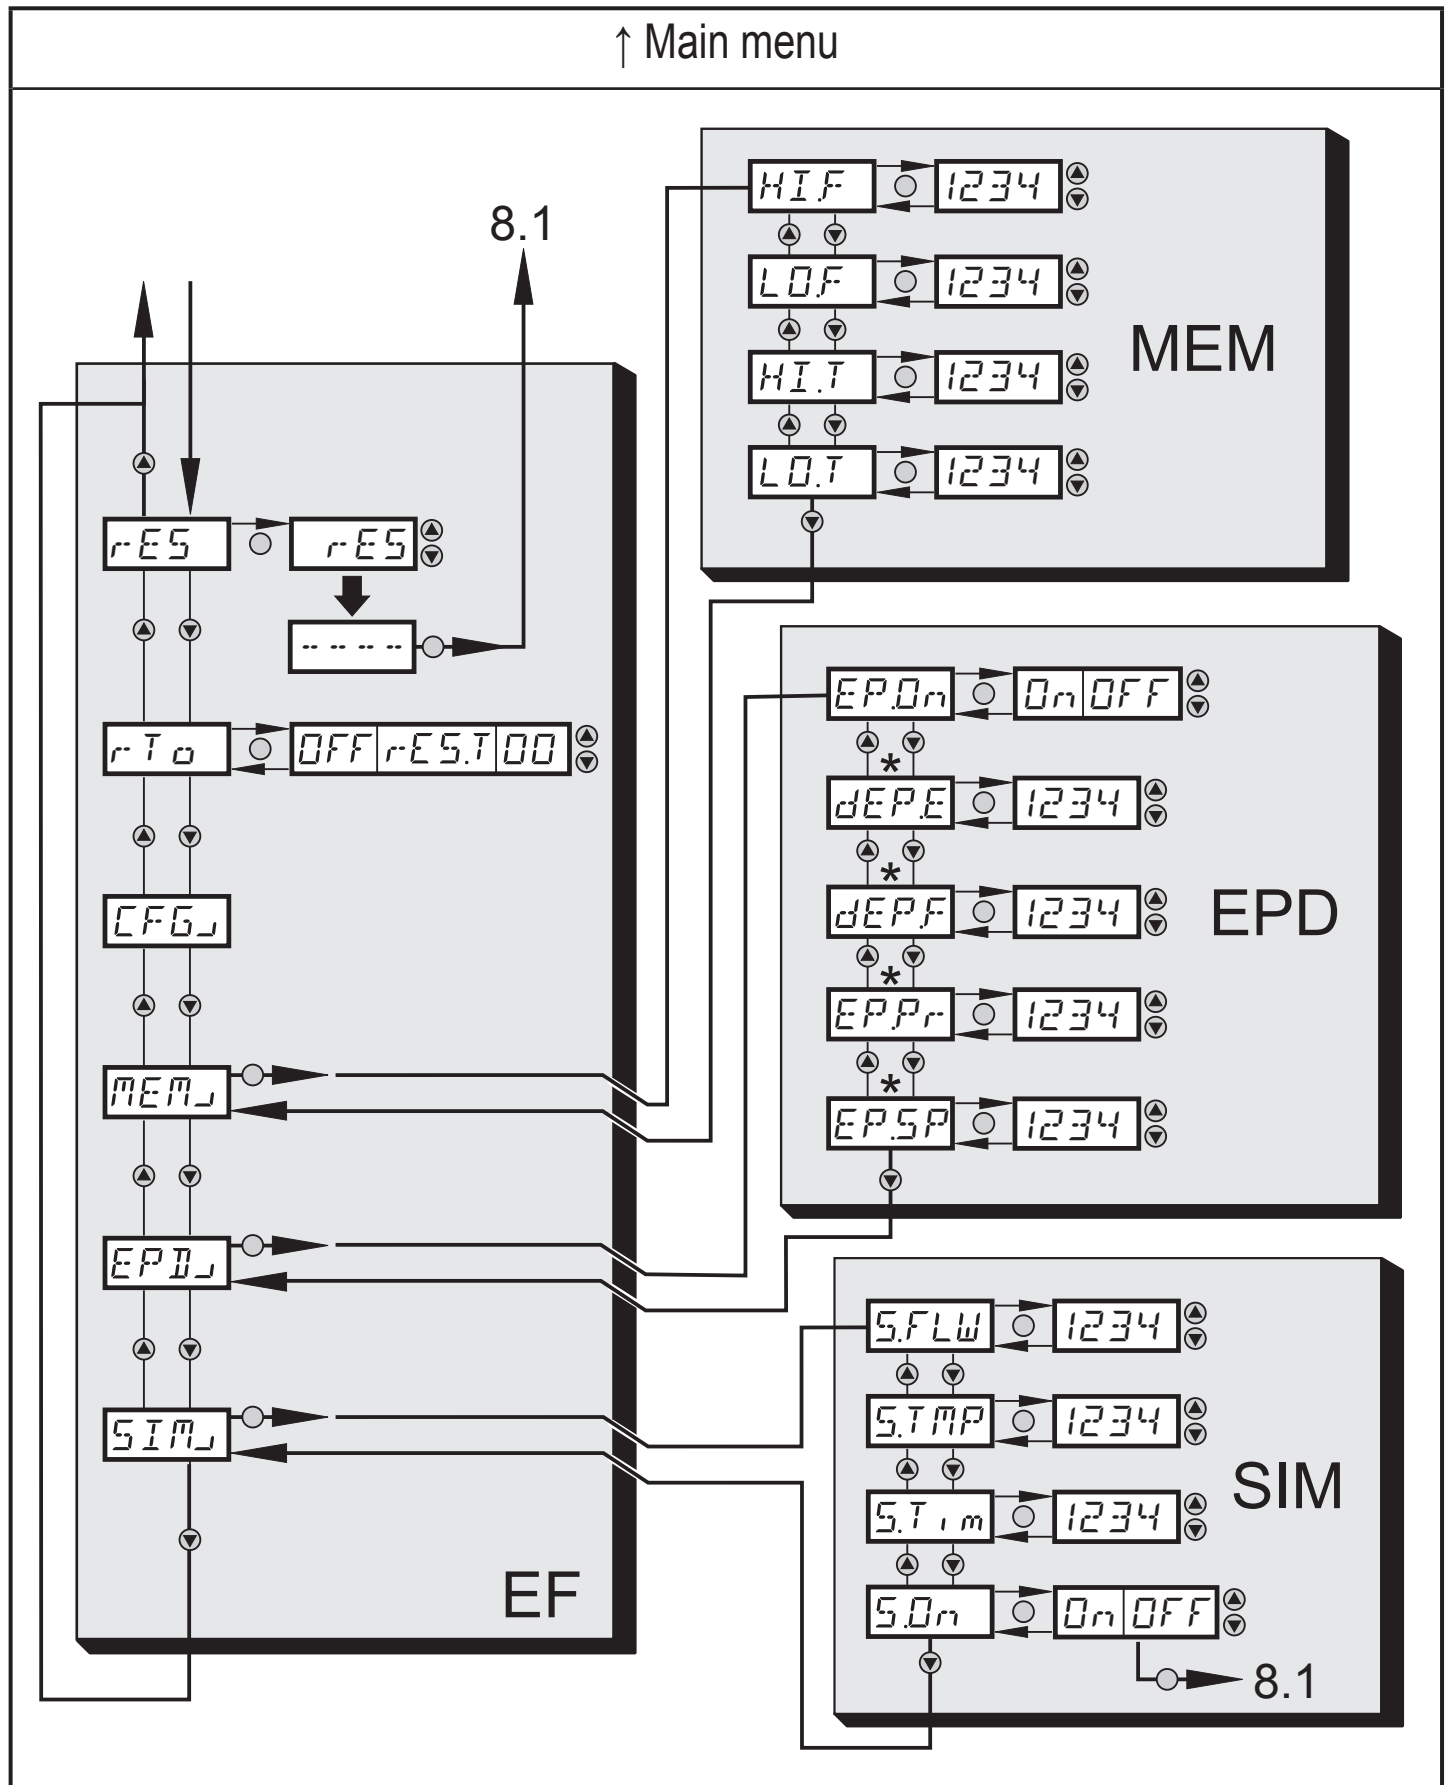 ↑ Main menu
8.1
rES
rES
-- -- -- --
rTo
OFF rES.T 00
CFG┘
MEM┘
EPD┘
SIM┘
EF
HI.F 1234
LO.F 1234
HI.T 1234
LO.T 1234
MEM
EP.On On OFF
*
dEP.E 1234
*
dEP.F 1234
*
EP.Pr 1234
*
EP.SP 1234
EPD
S.FLW 1234
S.TMP 1234
S.Tim 1234
S.On On OFF
8.1
SIM